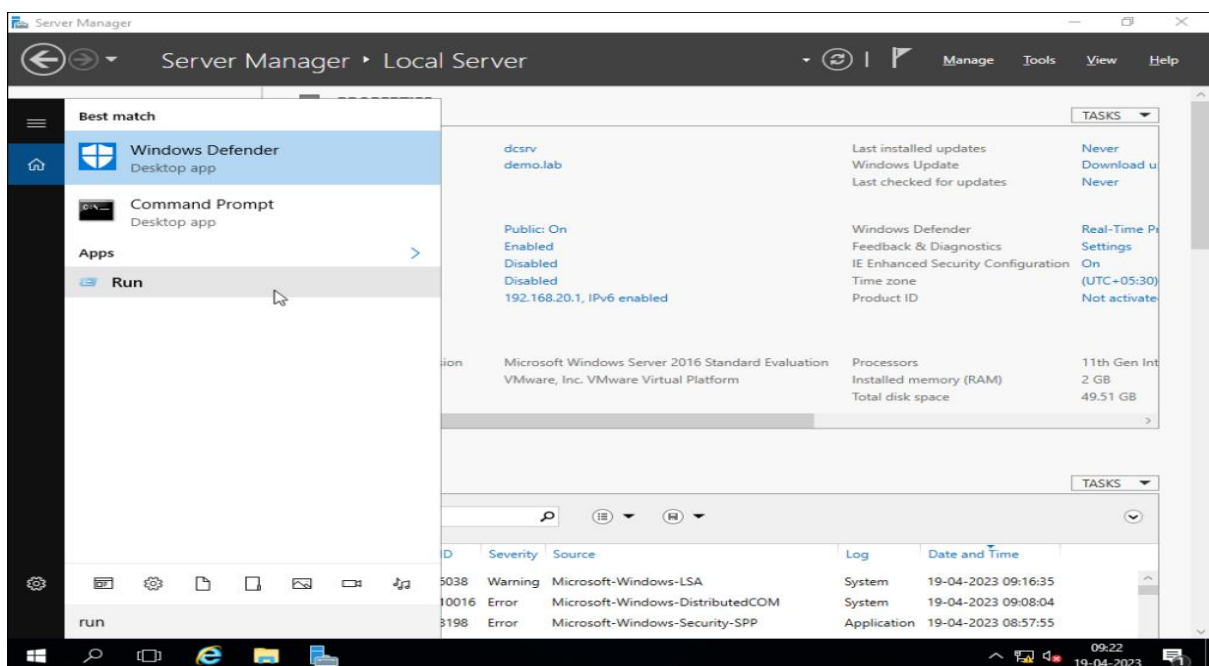 Server Manager
Server Manager • Local Server
Manage Tools View Help
Best match
Windows Defender
Desktop app
Command Prompt
Desktop app
Apps
Run
run
TASKS
dcsrv
demo.lab
Last installed updates Never
Windows Update Download u
Last checked for updates Never
Public: On
Enabled
Disabled
Disabled
192.168.20.1, IPv6 enabled
Windows Defender Real-Time Pr
Feedback & Diagnostics Settings
IE Enhanced Security Configuration On
Time zone (UTC+05:30)
Product ID Not activate
sion Microsoft Windows Server 2016 Standard Evaluation
VMware, Inc. VMware Virtual Platform
Processors 11th Gen Int
Installed memory (RAM) 2 GB
Total disk space 49.51 GB
TASKS
ID Severity Source Log Date and Time
6038 Warning Microsoft-Windows-LSA System 19-04-2023 09:16:35
10016 Error Microsoft-Windows-DistributedCOM System 19-04-2023 09:08:04
8198 Error Microsoft-Windows-Security-SPP Application 19-04-2023 08:57:55
09:22
19-04-2023